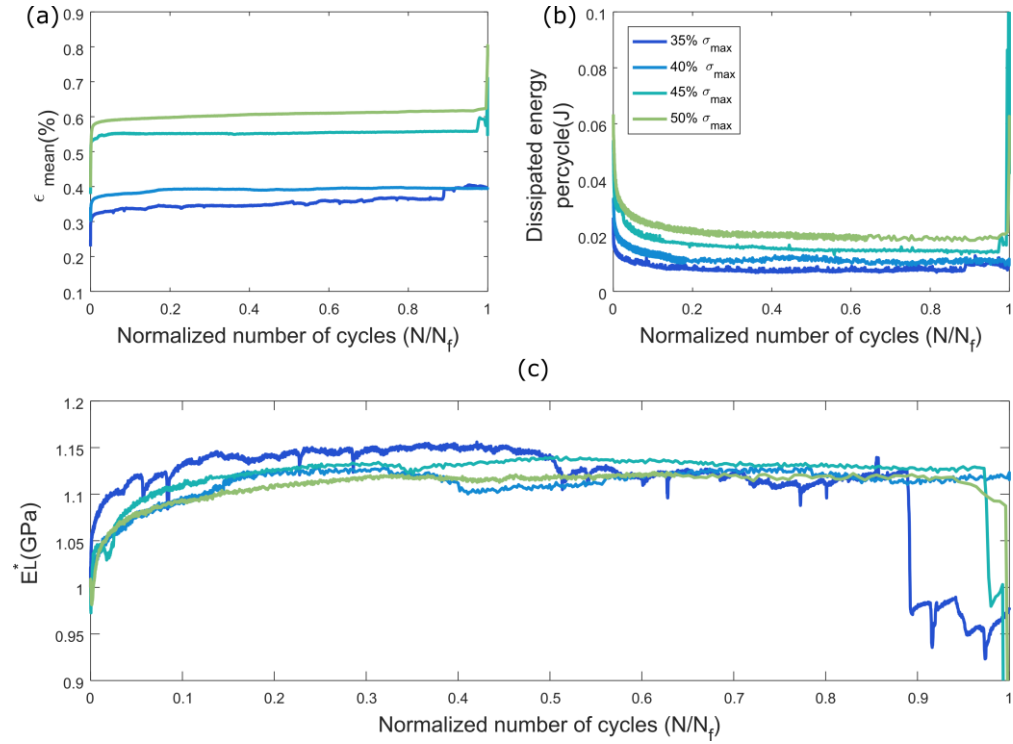 (a)
0.9
0.8
0.7
0.6
0.5
0.4
0.3
0.2
0.1
ϵ mean(%)
0 0.2 0.4 0.6 0.8 1
Normalized number of cycles (N/Nf)
(b)
0.1
0.08
0.06
0.04
0.02
0
Dissipated energy
percycle(J)
35% σmax
40% σmax
45% σmax
50% σmax
0 0.2 0.4 0.6 0.8 1
Normalized number of cycles (N/Nf)
(c)
1.2
1.15
1.1
1.05
1
0.95
0.9
EL*(GPa)
0 0.1 0.2 0.3 0.4 0.5 0.6 0.7 0.8 0.9 1
Normalized number of cycles (N/Nf)